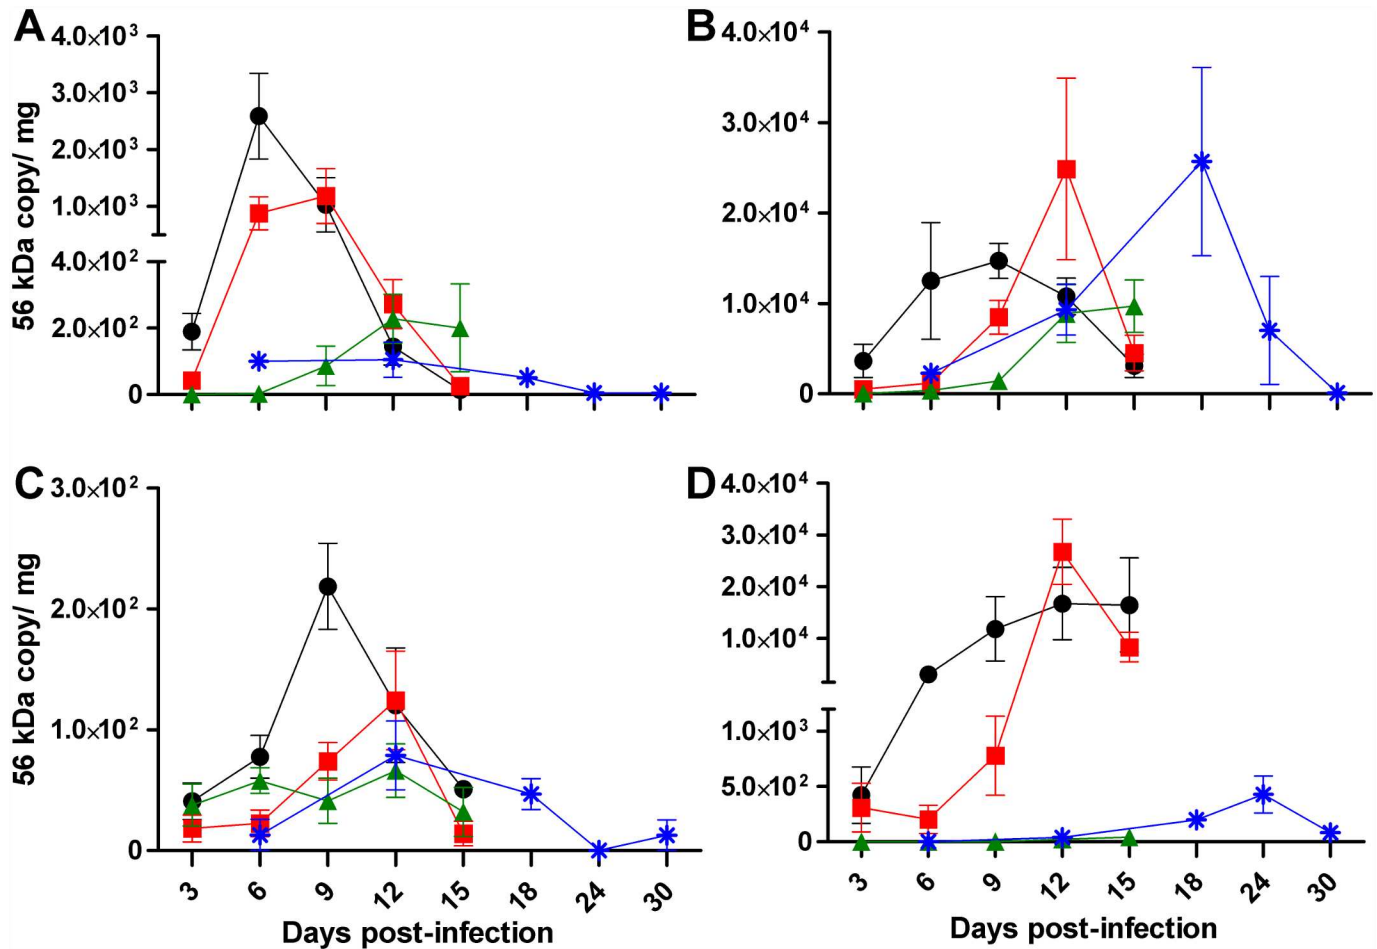 A
56 kDa copy/ mg
4.0×10³
3.0×10³
2.0×10³
1.0×10³
4.0×10²
2.0×10²
0
B
4.0×10⁴
3.0×10⁴
2.0×10⁴
1.0×10⁴
0
C
56 kDa copy/ mg
3.0×10²
2.0×10²
1.0×10²
0
3 6 9 12 15 18 24 30
Days post-infection
D
4.0×10⁴
3.0×10⁴
2.0×10⁴
1.0×10⁴
1.0×10³
5.0×10²
0
3 6 9 12 15 18 24 30
Days post-infection